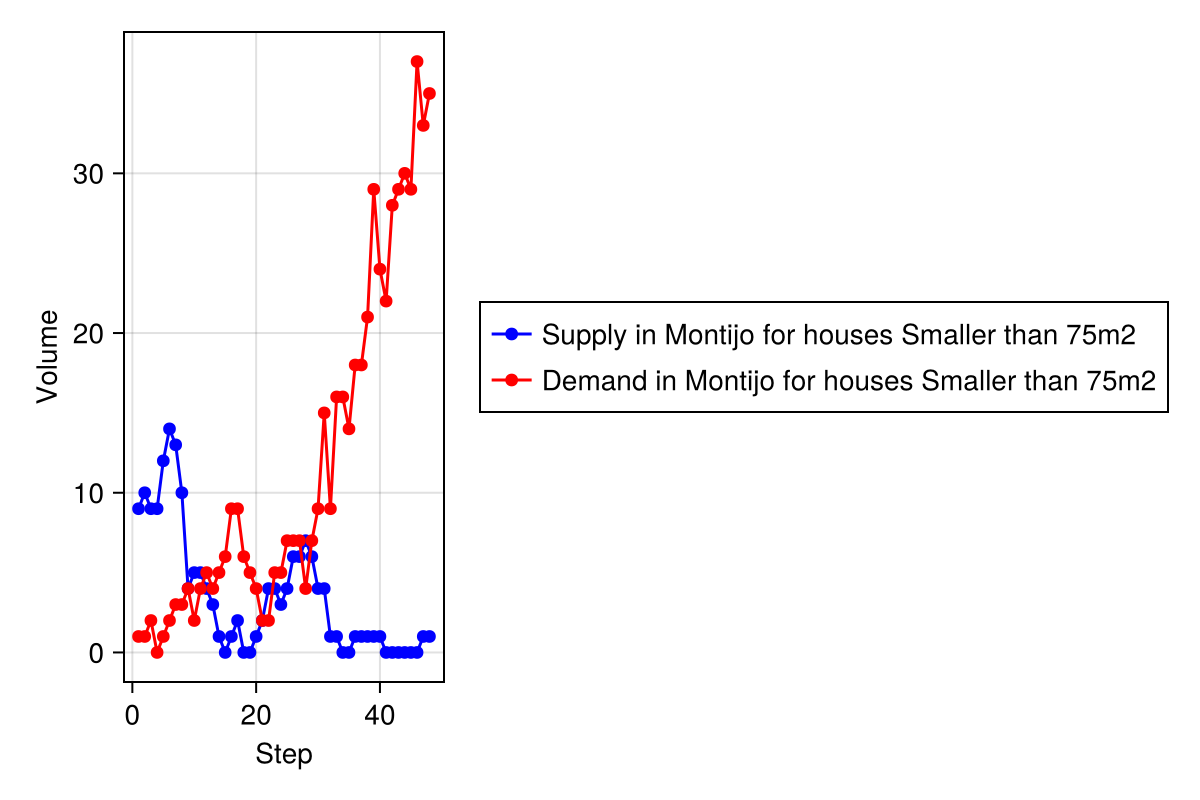 Volume
30
20
10
0
0 20 40
Step
Supply in Montijo for houses Smaller than 75m2
Demand in Montijo for houses Smaller than 75m2